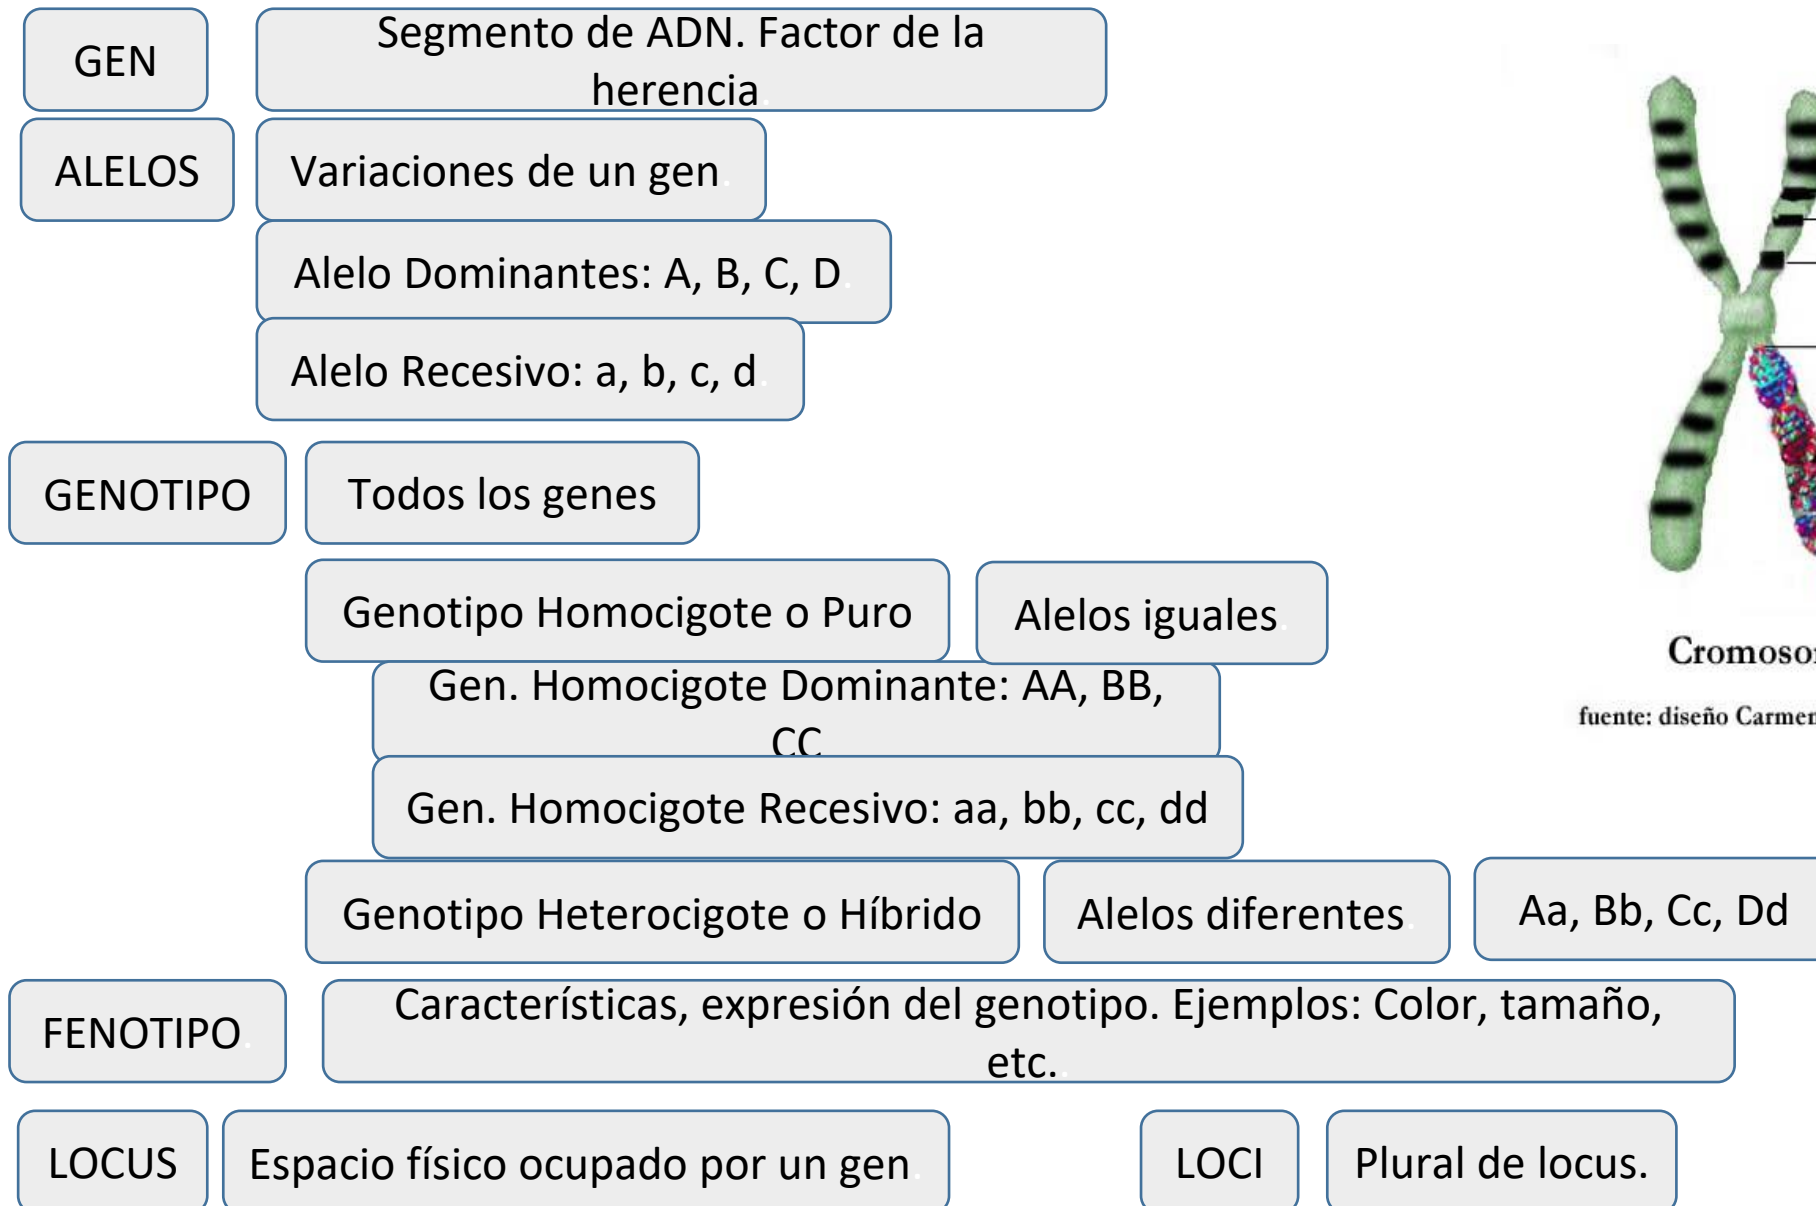 GEN
Segmento de ADN. Factor de la
herencia.
ALELOS
Variaciones de un gen.
Alelo Dominantes: A, B, C, D.
Alelo Recesivo: a, b, c, d.
GENOTIPO
Todos los genes
Genotipo Homocigote o Puro
Alelos iguales.
Gen. Homocigote Dominante: AA, BB,
CC
Gen. Homocigote Recesivo: aa, bb, cc, dd
Genotipo Heterocigote o Híbrido
Alelos diferentes.
Aa, Bb, Cc, Dd
FENOTIPO.
Características, expresión del genotipo. Ejemplos: Color, tamaño,
etc..
LOCUS
Espacio físico ocupado por un gen.
LOCI
Plural de locus.
fuente: diseño